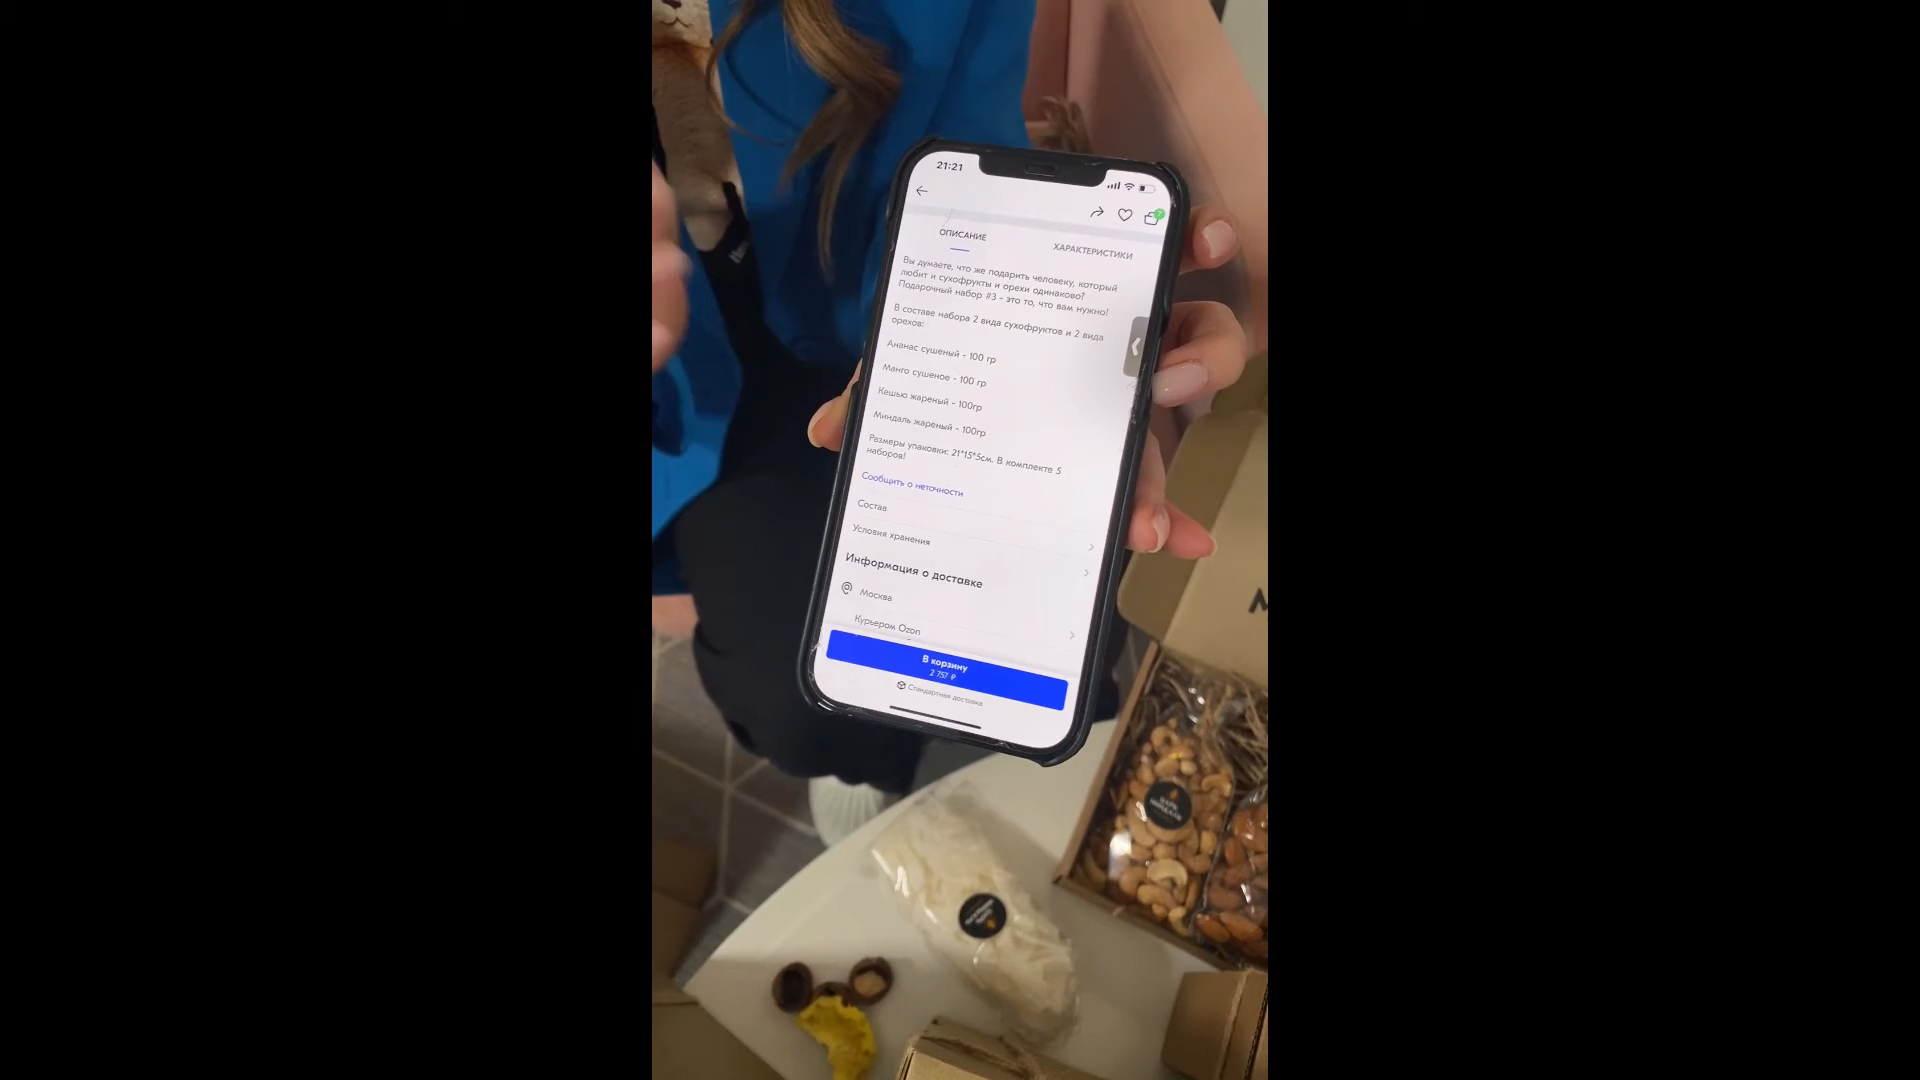 21:21
7
ОПИСАНИЕ
ХАРАКТЕРИСТИКИ
Вы думаете, что же подарить человеку, который
любит и сухофрукты и орехи одинаково?
Подарочный набор #3 - это то, что вам нужно!
В составе набора 2 вида сухофруктов и 2 вида
орехов:
Ананас сушеный - 100 гр
Манго сушеное - 100 гр
Кешью жареный - 100гр
Миндаль жареный - 100гр
Размеры упаковки: 21*15*5см. В комплекте 5
наборов!
Сообщить о неточности
Состав
Условия хранения
Информация о доставке
Москва
Курьером Ozon
В корзину
2 757 ₽
Стандартная доставка